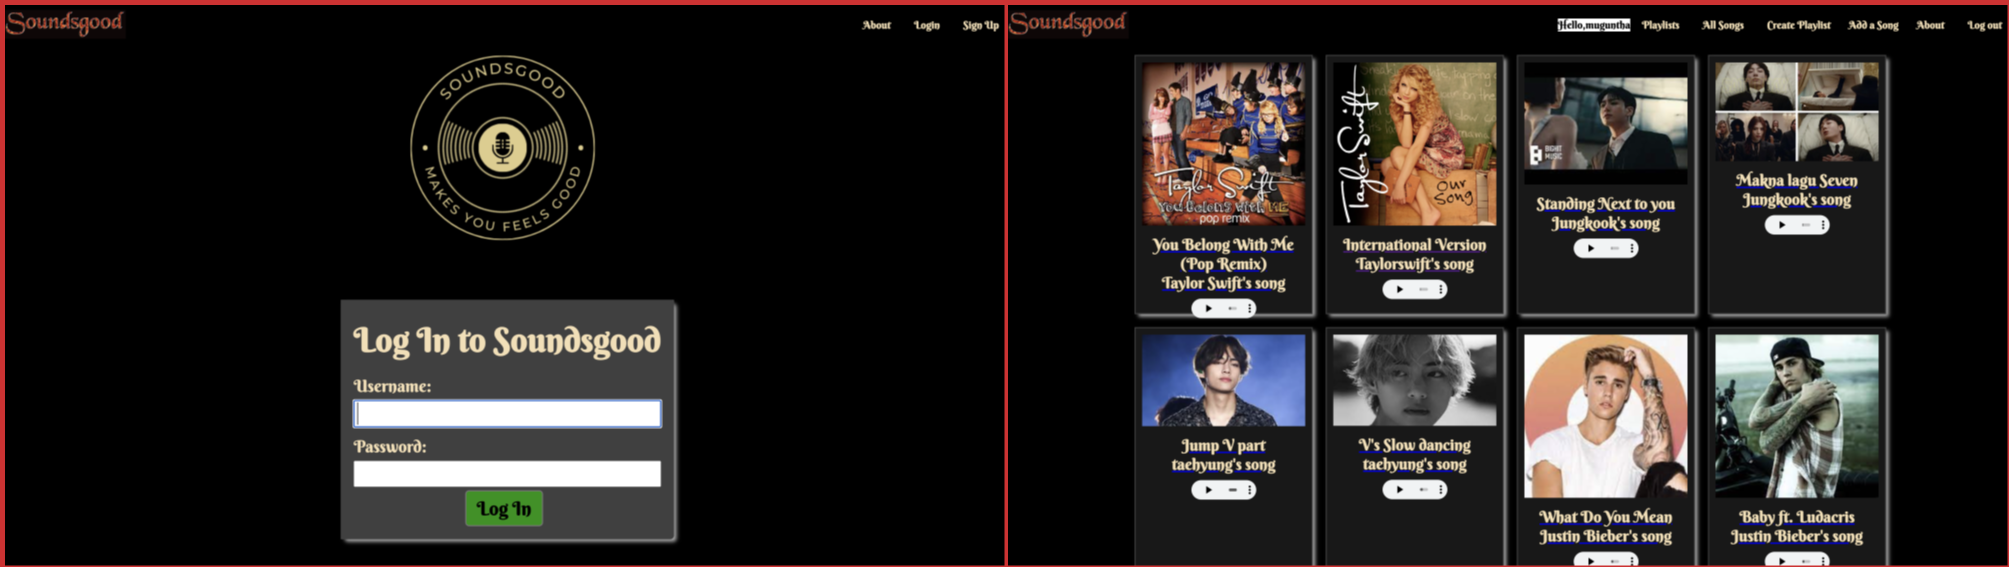 Soundsgood
About Login Sign Up
SOUNDSGOOD
MAKES YOU FEELS GOOD
Log In to Soundsgood
Username:
Password:
Log In
Soundsgood
Hello,muguntha Playlists All Songs Create Playlist Add a Song About Log out
Taylor Swift
YOU BELONG WITH ME
pop remix
You Belong With Me
(Pop Remix)
Taylor Swift's song
Taylor Swift
OUR
SONG
International Version
Taylorswift's song
BIGHIT
MUSIC
Standing Next to you
Jungkook's song
Makna lagu Seven
Jungkook's song
Jump V part
taehyung's song
V's Slow dancing
taehyung's song
What Do You Mean
Justin Bieber's song
Baby ft. Ludacris
Justin Bieber's song